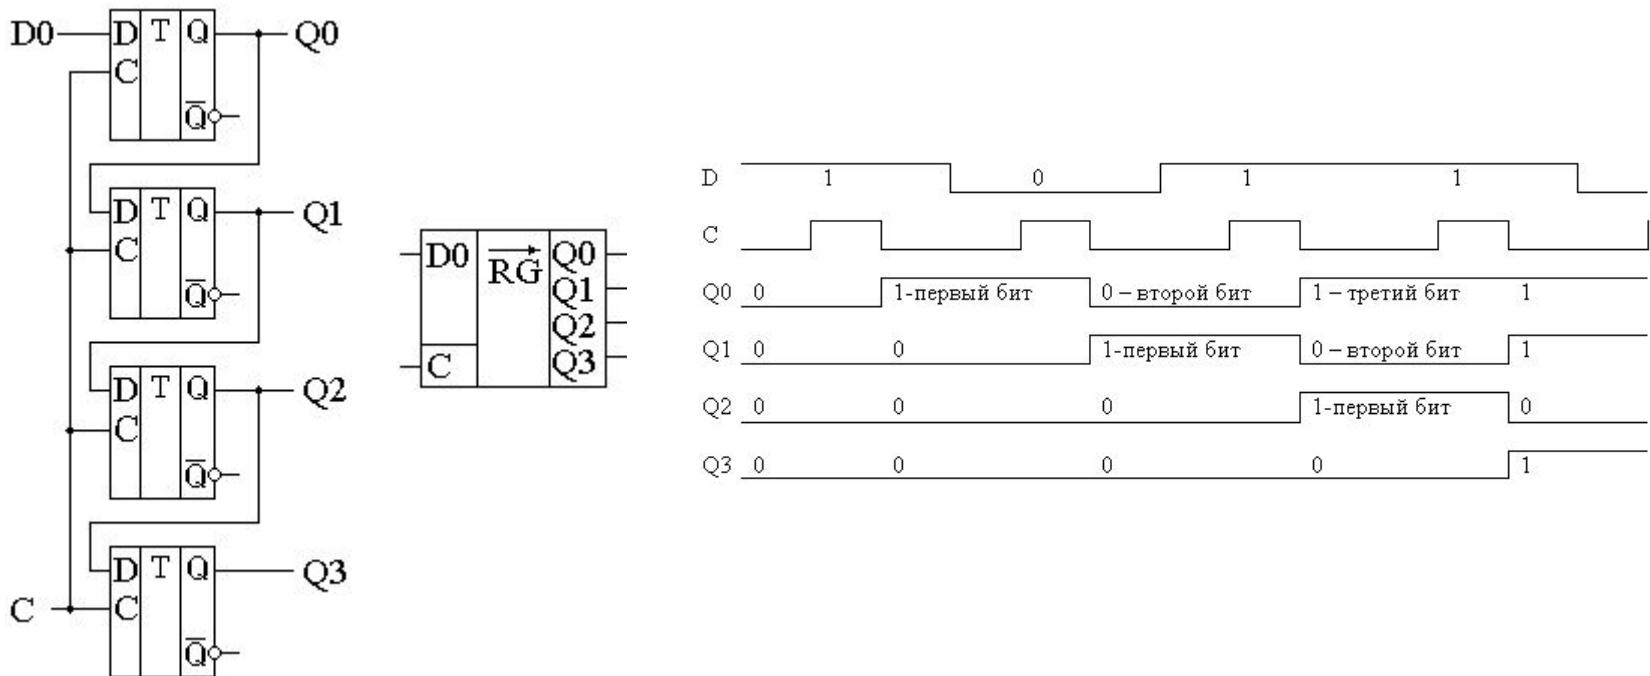 D0 D T Q Q0
C
Q
D T Q Q1
C
Q
D T Q Q2
C
Q
D T Q Q3
C C
Q
D0 RG Q0
Q1
Q2
C Q3
D 1 0 1 1
C
Q0 0 1-первый бит 0 – второй бит 1 – третий бит 1
Q1 0 0 1-первый бит 0 – второй бит 1
Q2 0 0 0 1-первый бит 0
Q3 0 0 0 0 1